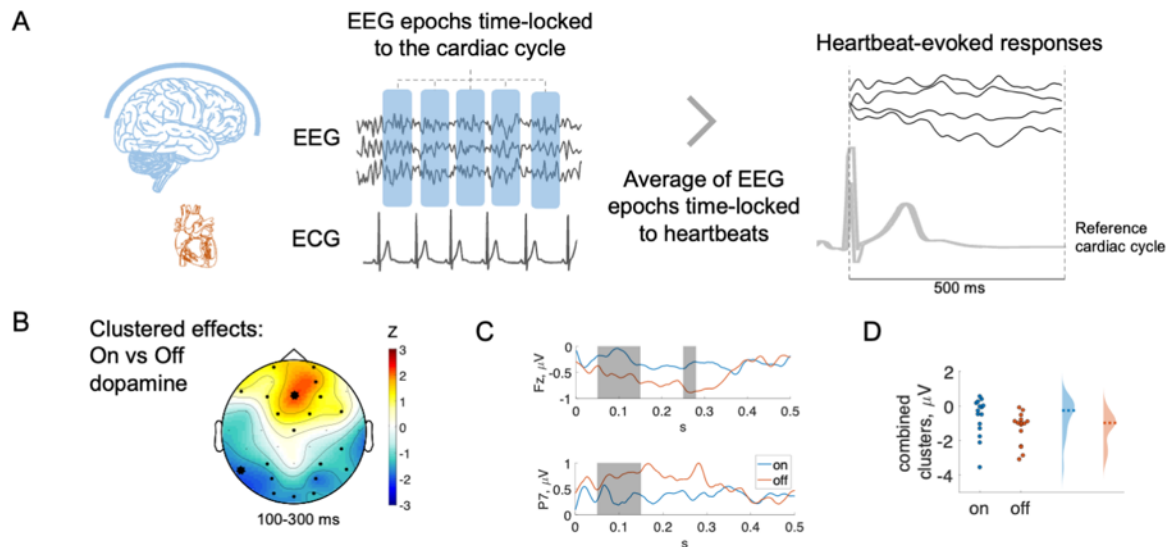 A
EEG epochs time-locked
to the cardiac cycle
EEG
ECG
Average of EEG
epochs time-locked
to heartbeats
Heartbeat-evoked responses
Reference
cardiac cycle
500 ms
B
Clustered effects:
On vs Off
dopamine
Z
3
2
1
0
-1
-2
-3
100-300 ms
C
Fz, µV
0
-0.5
-1
0 0.1 0.2 0.3 0.4 0.5
s
P7, µV
1
0.5
0
on
off
0 0.1 0.2 0.3 0.4 0.5
s
D
combined
clusters, µV
0
-2
-4
on off